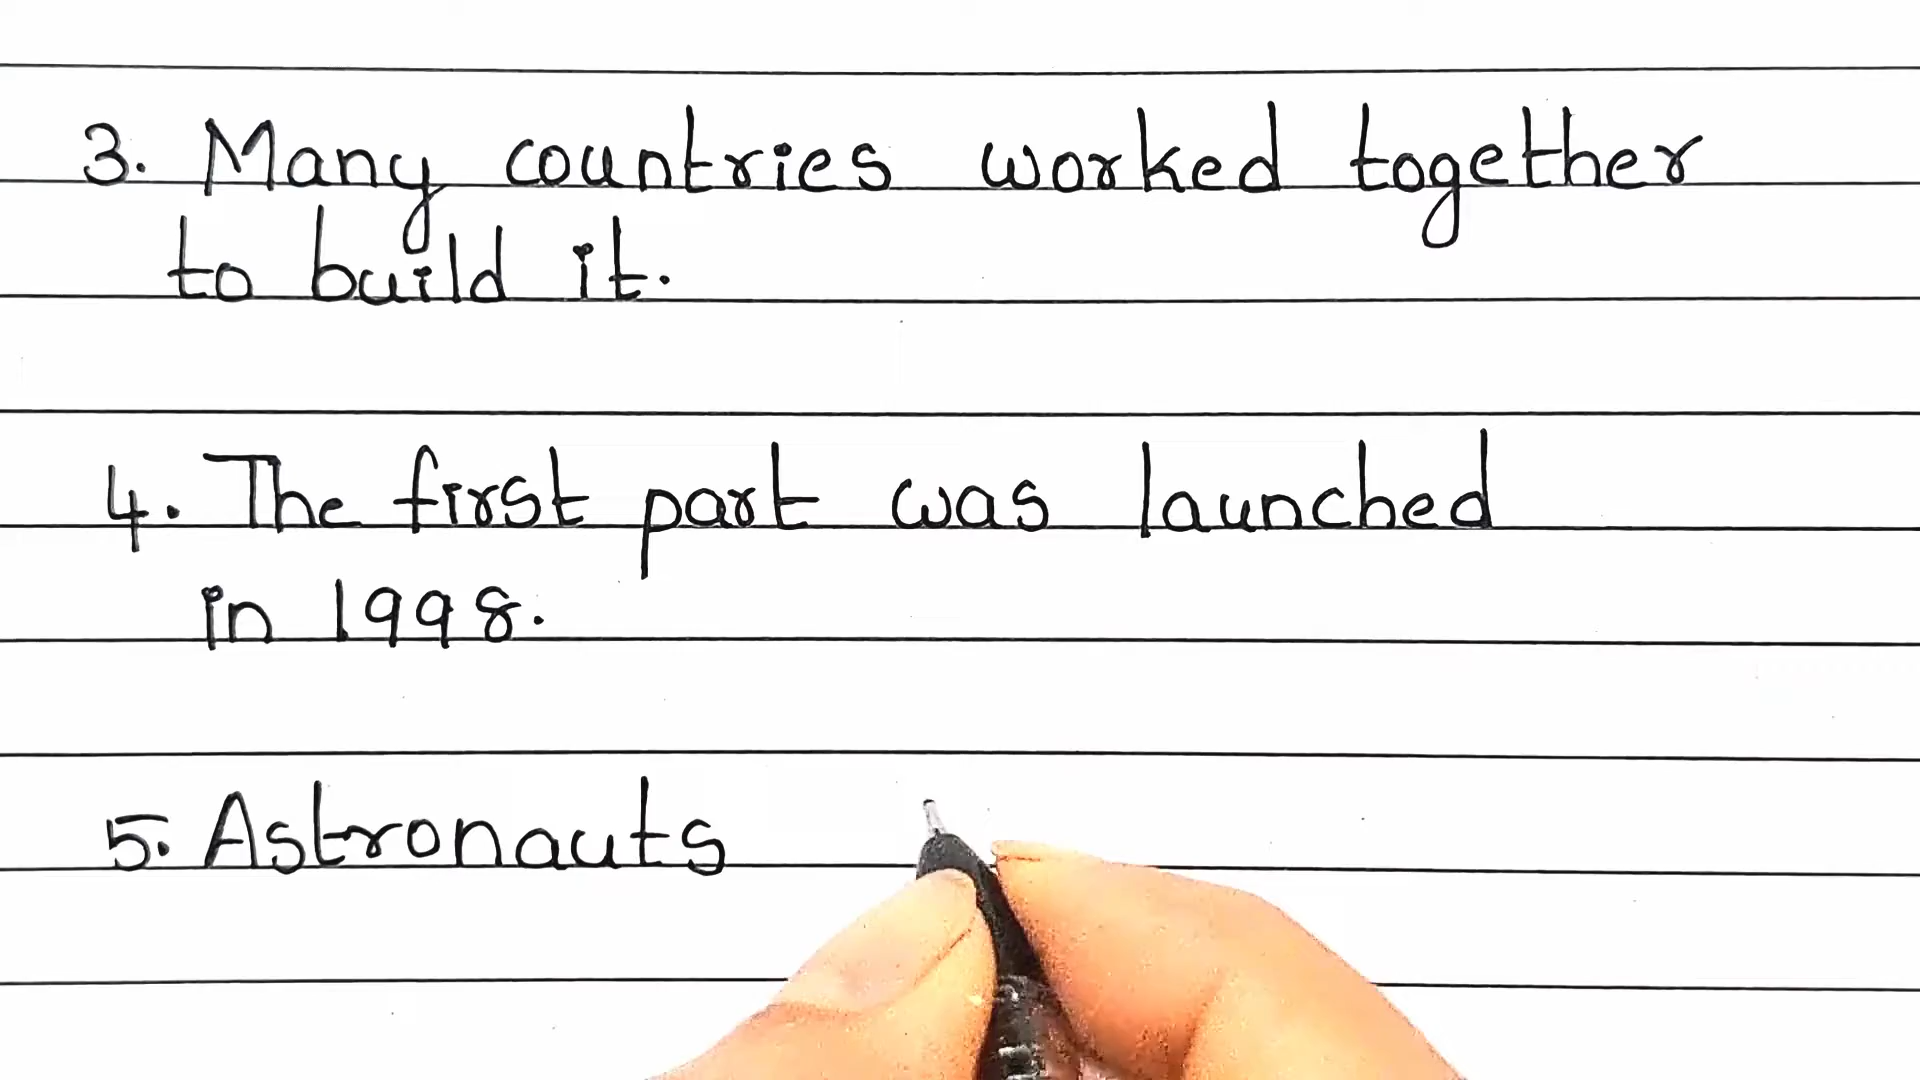 3. Many countries worked together
to build it.
4. The first part was launched
in 1998.
5. Astronauts